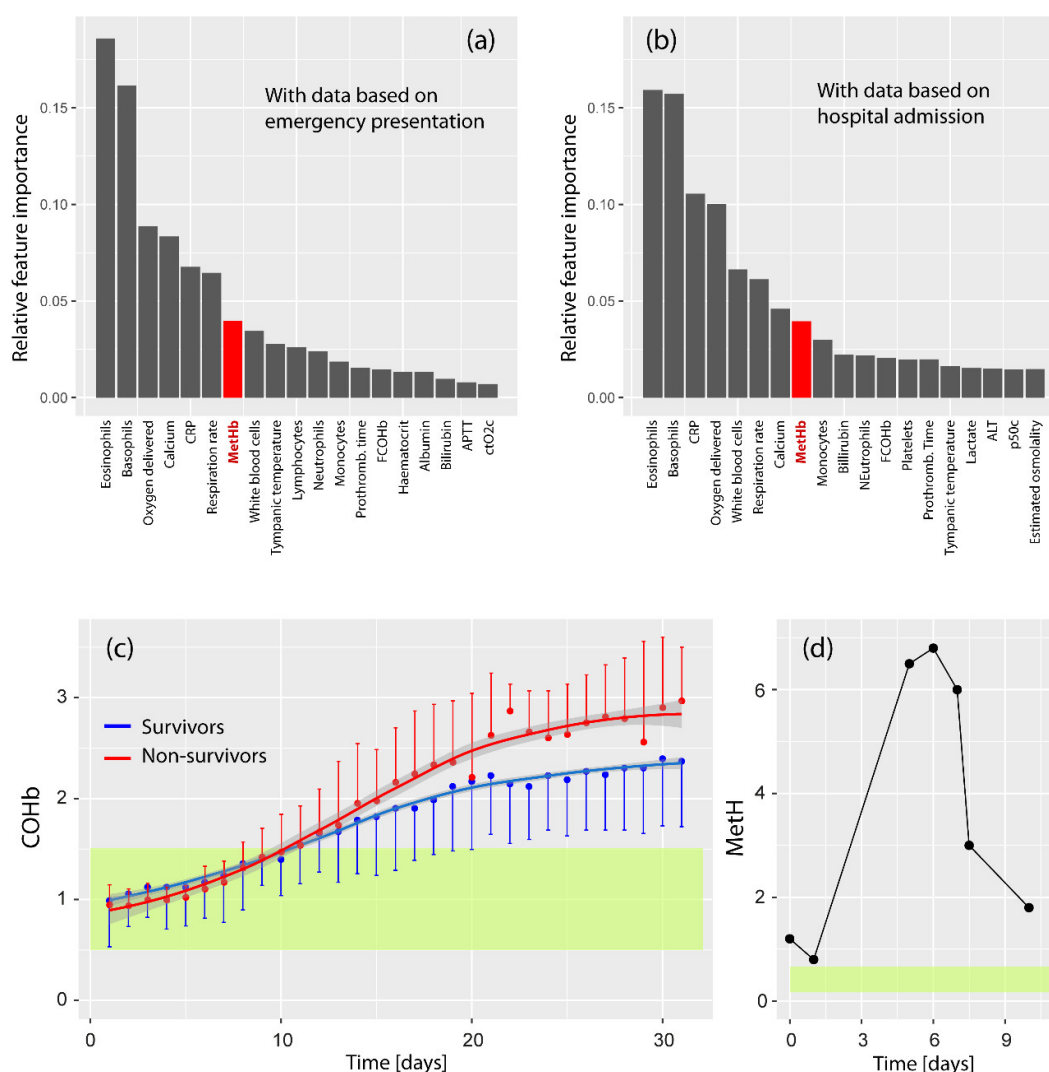 (a)
With data based on
emergency presentation
Relative feature importance
0.15
0.10
0.05
0.00
Eosinophils
Basophils
Oxygen delivered
Calcium
CRP
Respiration rate
MetHb
White blood cells
Tympanic temperature
Lymphocytes
Neutrophils
Monocytes
Prothromb. time
FCOHb
Haematocrit
Albumin
Bilirubin
APTT
ctO2c
(b)
With data based on
hospital admission
Relative feature importance
0.15
0.10
0.05
0.00
Eosinophils
Basophils
CRP
Oxygen delivered
White blood cells
Respiration rate
Calcium
MetHb
Monocytes
Billirubin
NEutrophils
FCOHb
Platelets
Prothromb. Time
Tympanic temperature
Lactate
ALT
p50c
Estimated osmoliality
(c)
Survivors
Non-survivors
COHb
3
2
1
0
0
10
20
30
Time [days]
(d)
MetH
6
4
2
0
0
3
6
9
Time [days]